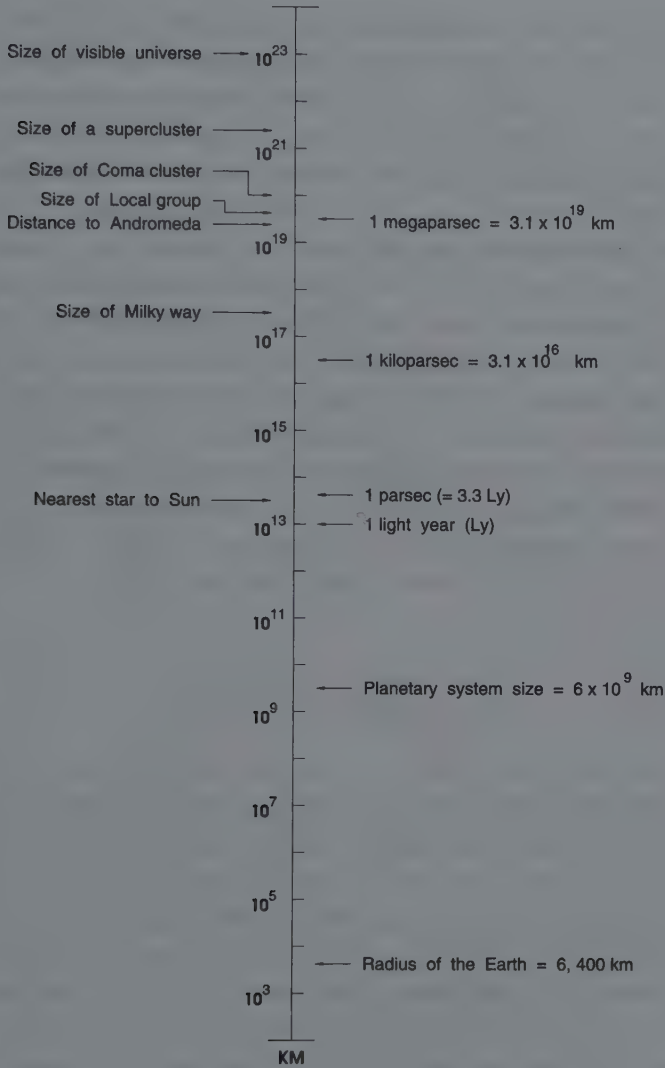 Size of visible universe
10^23
Size of a supercluster
10^21
Size of Coma cluster
Size of Local group
Distance to Andromeda
1 megaparsec = 3.1 x 10^19 km
10^19
Size of Milky way
10^17
1 kiloparsec = 3.1 x 10^16 km
10^15
Nearest star to Sun
1 parsec (= 3.3 Ly)
10^13
1 light year (Ly)
10^11
Planetary system size = 6 x 10^9 km
10^9
10^7
10^5
Radius of the Earth = 6, 400 km
10^3
KM